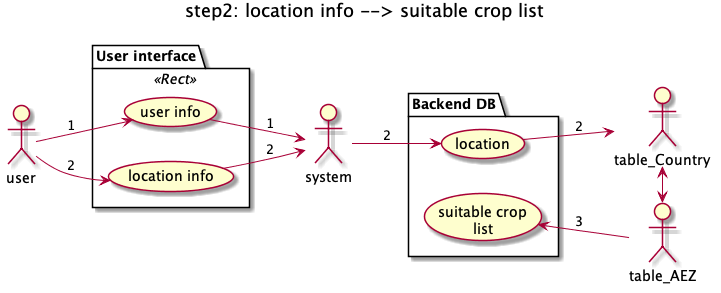 step2: location info --> suitable crop list
User interface
«Rect»
user info
location info
user
1
2
1
2
system
2
Backend DB
location
suitable crop
list
2
3
table_Country
table_AEZ